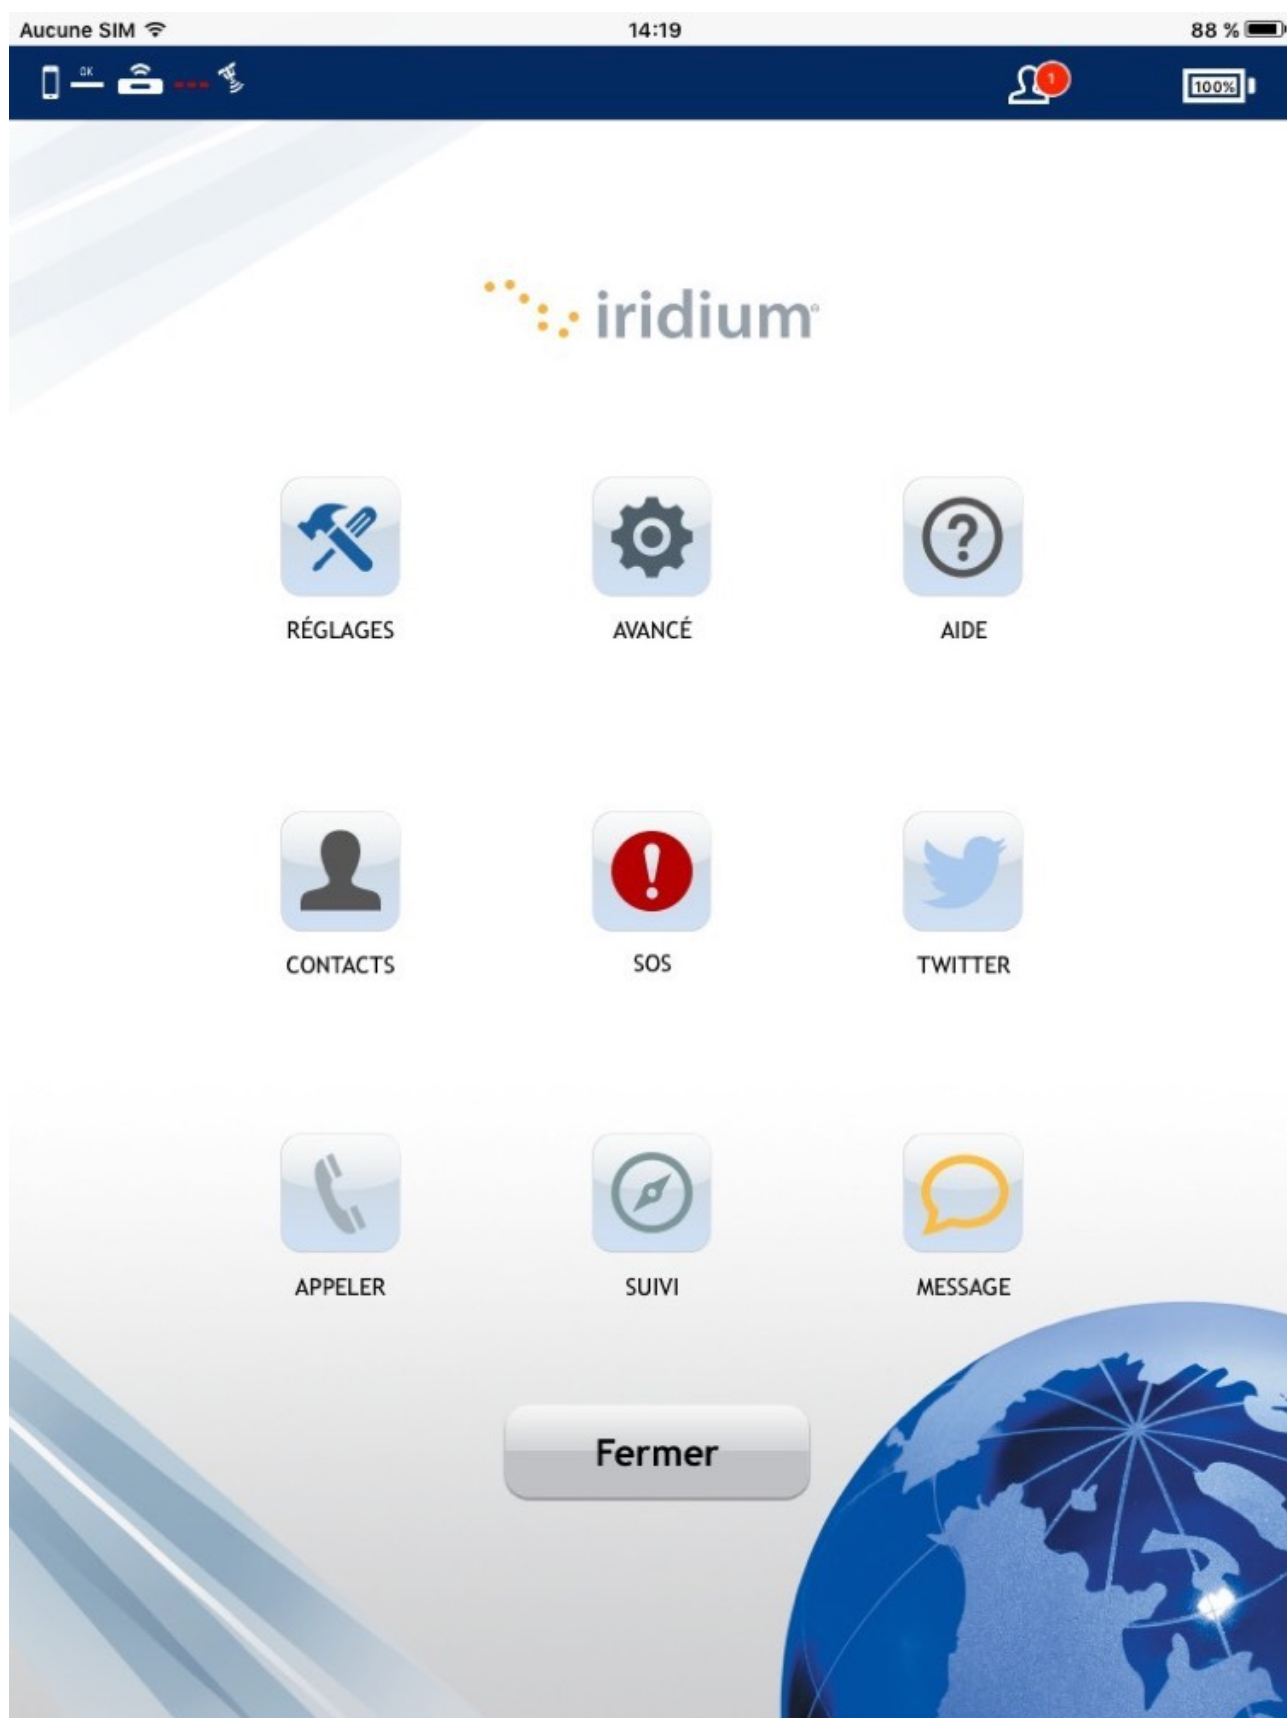 Aucune SIM 14:19 88 %
OK 1 100%
iridium
RÉGLAGES AVANCÉ AIDE
CONTACTS SOS TWITTER
APPELER SUIVI MESSAGE
Fermer